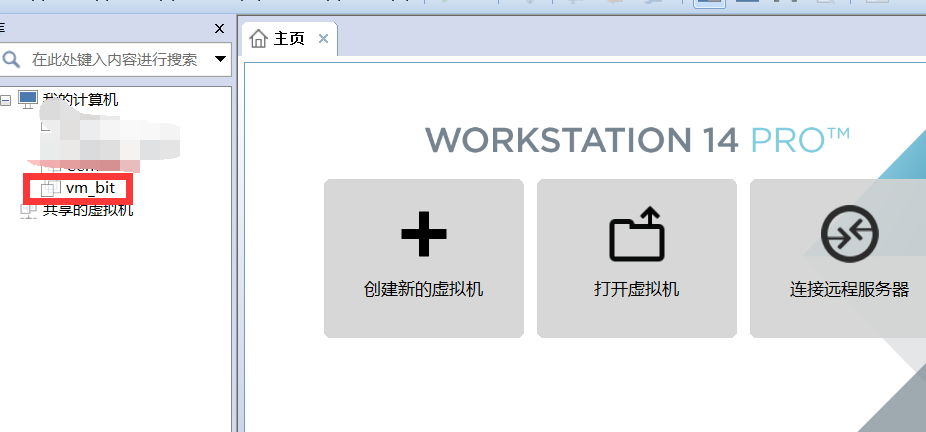 库
主页
在此处键入内容进行搜索
我的计算机
vm_bit
共享的虚拟机
WORKSTATION 14 PRO™
创建新的虚拟机
打开虚拟机
连接远程服务器